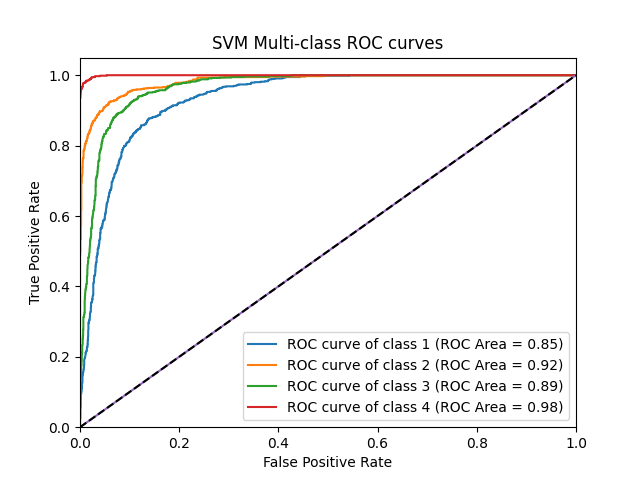 SVM Multi-class ROC curves
1.0
0.8
0.6
0.4
0.2
0.0
True Positive Rate
ROC curve of class 1 (ROC Area = 0.85)
ROC curve of class 2 (ROC Area = 0.92)
ROC curve of class 3 (ROC Area = 0.89)
ROC curve of class 4 (ROC Area = 0.98)
0.0 0.2 0.4 0.6 0.8 1.0
False Positive Rate